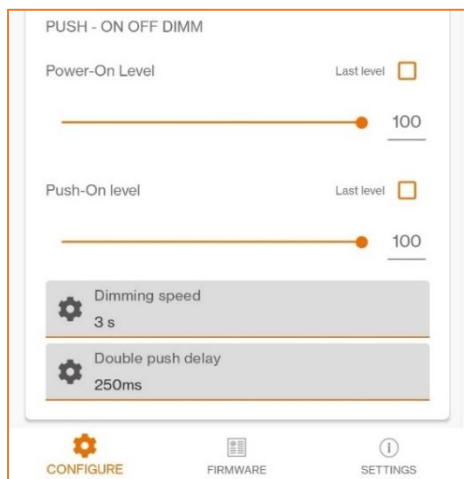 PUSH - ON OFF DIMM
Power-On Level Last level
100
Push-On level Last level
100
Dimming speed
3 s
Double push delay
250ms
CONFIGURE FIRMWARE SETTINGS